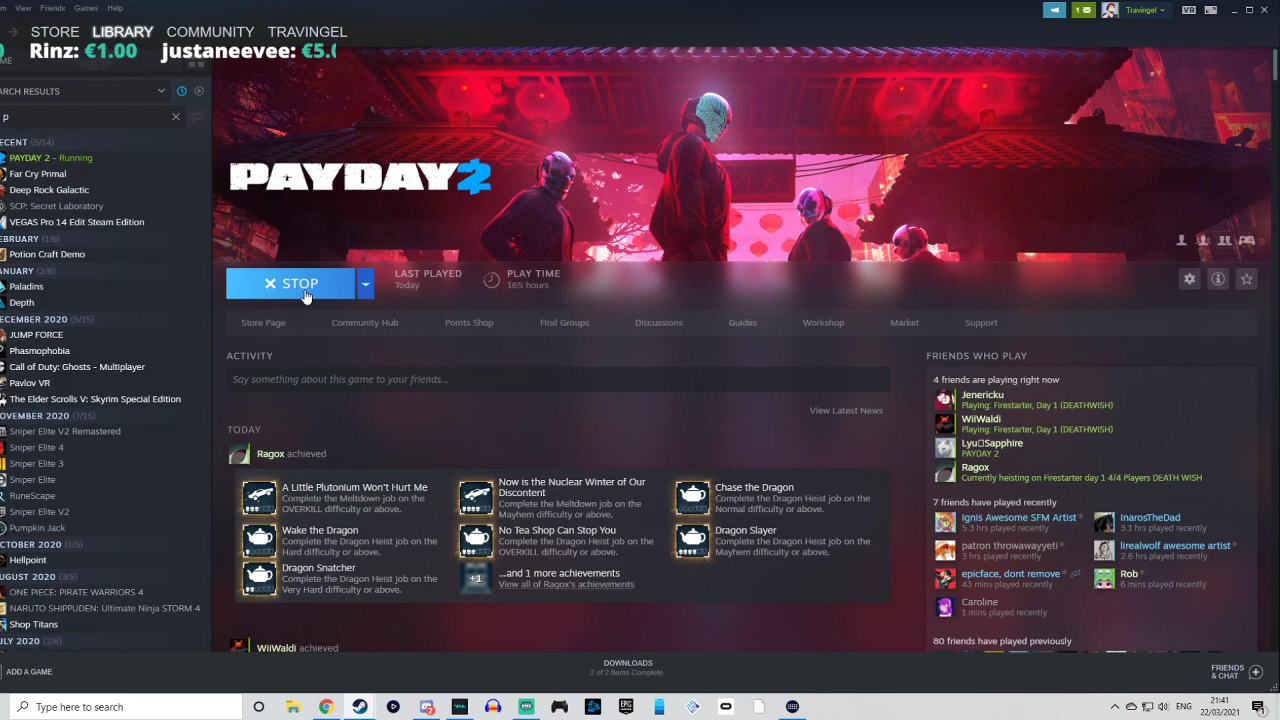 m View Friends Games Help
Travingel
VR
STORE LIBRARY COMMUNITY TRAVINGEL
Rinz: €1.00 justaneevee: €5.0
ME
ARCH RESULTS
p
ECENT (5/14)
PAYDAY 2 - Running
Far Cry Primal
Deep Rock Galactic
SCP: Secret Laboratory
VEGAS Pro 14 Edit Steam Edition
EBRUARY (1/6)
Potion Craft Demo
ANUARY (2/6)
Paladins
Depth
ECEMBER 2020 (5/15)
JUMP FORCE
Phasmophobia
Call of Duty: Ghosts - Multiplayer
Pavlov VR
The Elder Scrolls V: Skyrim Special Edition
OVEMBER 2020 (7/15)
Sniper Elite V2 Remastered
Sniper Elite 4
Sniper Elite 3
Sniper Elite
RuneScape
Sniper Elite V2
Pumpkin Jack
CTOBER 2020 (1/5)
Hellpoint
UGUST 2020 (3/5)
ONE PIECE: PIRATE WARRIORS 4
NARUTO SHIPPUDEN: Ultimate Ninja STORM 4
Shop Titans
ULY 2020 (2/6)
ADD A GAME
PAYDAY2
STOP
LAST PLAYED
Today
PLAY TIME
165 hours
Store Page Community Hub Points Shop Find Groups Discussions Guides Workshop Market Support
ACTIVITY
Say something about this game to your friends...
View Latest News
TODAY
Ragox achieved
A Little Plutonium Won't Hurt Me
Complete the Meltdown job on the
OVERKILL difficulty or above.
Now is the Nuclear Winter of Our
Discontent
Complete the Meltdown job on the
Mayhem difficulty or above.
Chase the Dragon
Complete the Dragon Heist job on the
Normal difficulty or above.
Wake the Dragon
Complete the Dragon Heist job on the
Hard difficulty or above.
No Tea Shop Can Stop You
Complete the Dragon Heist job on the
OVERKILL difficulty or above.
Dragon Slayer
Complete the Dragon Heist job on the
Mayhem difficulty or above.
Dragon Snatcher
Complete the Dragon Heist job on the
Very Hard difficulty or above.
+1
...and 1 more achievements
View all of Ragox's achievements
WiiWaldi achieved
FRIENDS WHO PLAY
4 friends are playing right now
Jenericku
Playing: Firestarter, Day 1 (DEATHWISH)
WiiWaldi
Playing: Firestarter, Day 1 (DEATHWISH)
Lyu▯Sapphire
PAYDAY 2
Ragox
Currently heisting on Firestarter day 1 4/4 Players DEATH WISH
7 friends have played recently
Ignis Awesome SFM Artist
5.3 hrs played recently
InarosTheDad
3.1 hrs played recently
patron throwawayyeti
3 hrs played recently
lirealwolf awesome artist
2.6 hrs played recently
epicface, dont remove
43 mins played recently
Rob
6 mins played recently
Caroline
1 mins played recently
80 friends have played previously
DOWNLOADS
2 of 2 Items Complete
FRIENDS
& CHAT
Type here to search
EPIC
21:41
22/03/2021